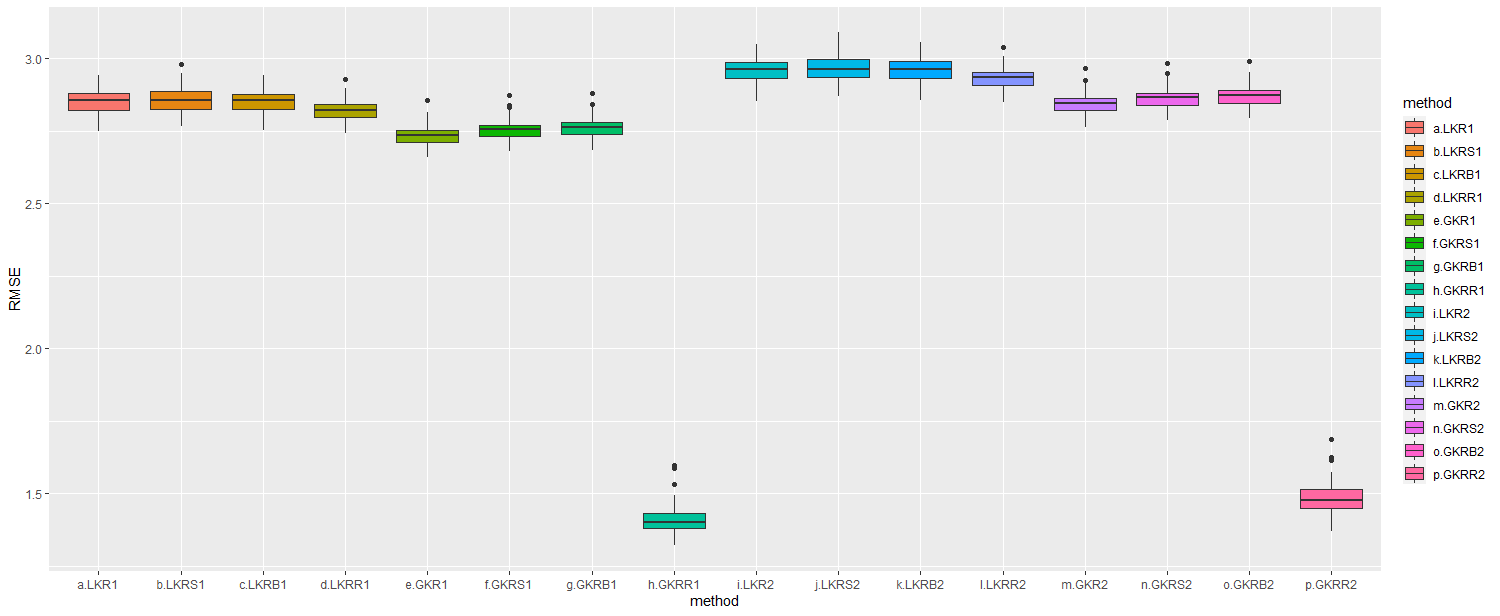 3.0
2.5
2.0
1.5
RMSE
a.LKR1
b.LKRS1
c.LKRB1
d.LKRR1
e.GKR1
f.GKRS1
g.GKRB1
h.GKRR1
i.LKR2
j.LKRS2
k.LKRB2
l.LKRR2
m.GKR2
n.GKRS2
o.GKRB2
p.GKRR2
method
method
a.LKR1
b.LKRS1
c.LKRB1
d.LKRR1
e.GKR1
f.GKRS1
g.GKRB1
h.GKRR1
i.LKR2
j.LKRS2
k.LKRB2
l.LKRR2
m.GKR2
n.GKRS2
o.GKRB2
p.GKRR2